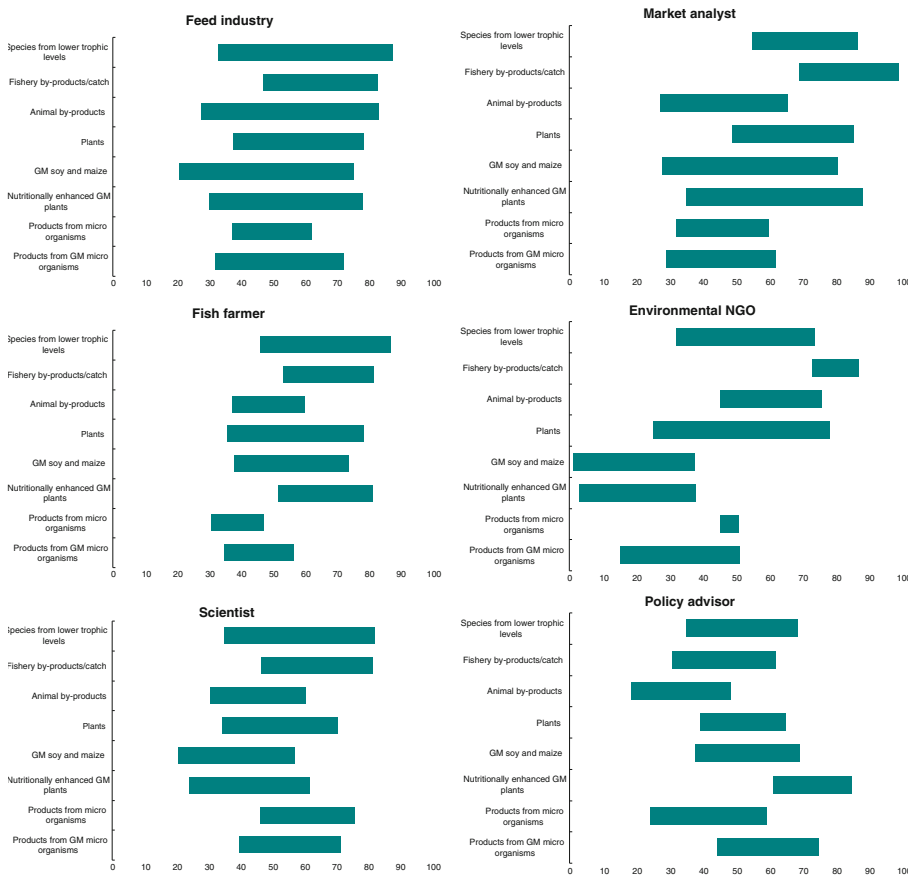 Feed industry
Species from lower trophic
levels
Fishery by-products/catch
Animal by-products
Plants
GM soy and maize
Nutritionally enhanced GM
plants
Products from micro
organisms
Products from GM micro
organisms
0 10 20 30 40 50 60 70 80 90 100
Market analyst
Species from lower trophic
levels
Fishery by-products/catch
Animal by-products
Plants
GM soy and maize
Nutritionally enhanced GM
plants
Products from micro
organisms
Products from GM micro
organisms
0 10 20 30 40 50 60 70 80 90 100
Fish farmer
Species from lower trophic
levels
Fishery by-products/catch
Animal by-products
Plants
GM soy and maize
Nutritionally enhanced GM
plants
Products from micro
organisms
Products from GM micro
organisms
0 10 20 30 40 50 60 70 80 90 100
Environmental NGO
Species from lower trophic
levels
Fishery by-products/catch
Animal by-products
Plants
GM soy and maize
Nutritionally enhanced GM
plants
Products from micro
organisms
Products from GM micro
organisms
0 10 20 30 40 50 60 70 80 90 100
Scientist
Species from lower trophic
levels
Fishery by-products/catch
Animal by-products
Plants
GM soy and maize
Nutritionally enhanced GM
plants
Products from micro
organisms
Products from GM micro
organisms
0 10 20 30 40 50 60 70 80 90 100
Policy advisor
Species from lower trophic
levels
Fishery by-products/catch
Animal by-products
Plants
GM soy and maize
Nutritionally enhanced GM
plants
Products from micro
organisms
Products from GM micro
organisms
0 10 20 30 40 50 60 70 80 90 100